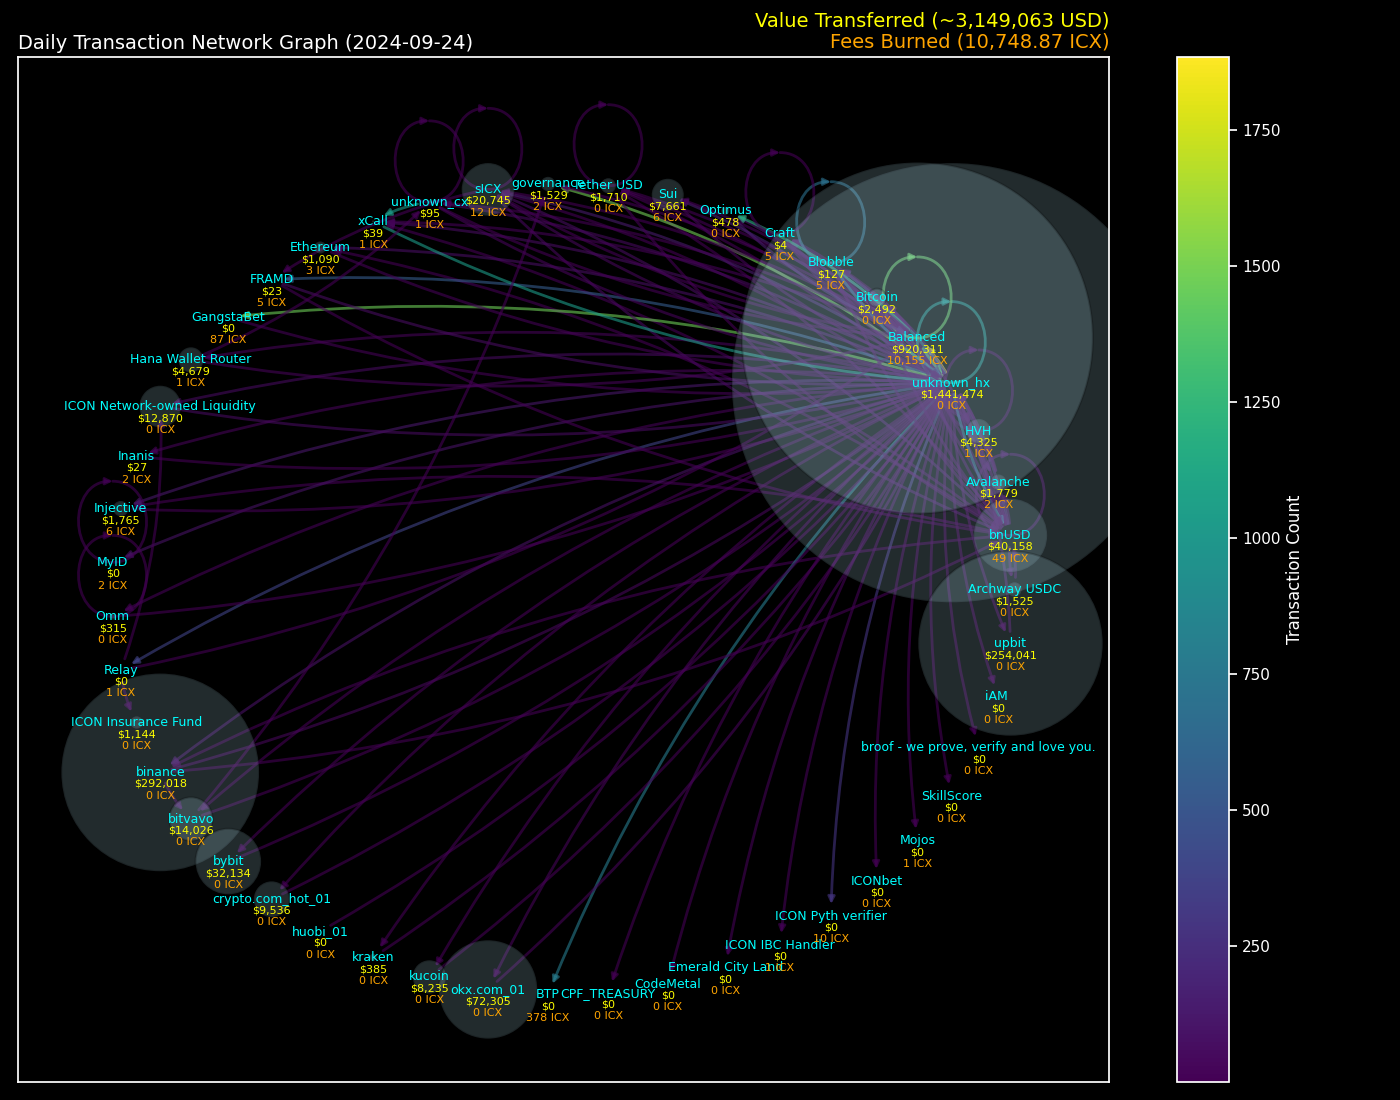 Value Transferred (~3,149,063 USD)
Daily Transaction Network Graph (2024-09-24)
Fees Burned (10,748.87 ICX)
governance
$1,529
2 ICX
Tether USD
$1,710
0 ICX
sICX
$20,745
12 ICX
Sui
$7,661
6 ICX
unknown_cx
$95
1 ICX
Optimus
$478
0 ICX
xCall
$39
1 ICX
Craft
$4
5 ICX
Ethereum
$1,090
3 ICX
Blobble
$127
5 ICX
FRAMD
$23
5 ICX
Bitcoin
$2,492
0 ICX
GangstaBet
$0
87 ICX
Balanced
$920,311
10,155 ICX
Hana Wallet Router
$4,679
1 ICX
unknown_hx
$1,441,474
0 ICX
ICON Network-owned Liquidity
$12,870
0 ICX
HVH
$4,325
1 ICX
Inanis
$27
2 ICX
Avalanche
$1,779
2 ICX
Injective
$1,765
6 ICX
bnUSD
$40,158
49 ICX
MyID
$0
2 ICX
Archway USDC
$1,525
0 ICX
Omm
$315
0 ICX
upbit
$254,041
0 ICX
Relay
$0
1 ICX
iAM
$0
0 ICX
ICON Insurance Fund
$1,144
0 ICX
broof - we prove, verify and love you.
$0
0 ICX
binance
$292,018
0 ICX
SkillScore
$0
0 ICX
bitvavo
$14,026
0 ICX
Mojos
$0
1 ICX
bybit
$32,134
0 ICX
ICONbet
$0
0 ICX
crypto.com_hot_01
$9,536
0 ICX
ICON Pyth verifier
$0
10 ICX
huobi_01
$0
0 ICX
ICON IBC Handler
$0
ICX
kraken
$385
0 ICX
Emerald City Land
$0
0 ICX
kucoin
$8,235
0 ICX
CodeMetal
$0
0 ICX
okx.com_01
$72,305
0 ICX
BTP
$0
378 ICX
CPF_TREASURY
$0
0 ICX
1750
1500
1250
1000
750
500
250
Transaction Count